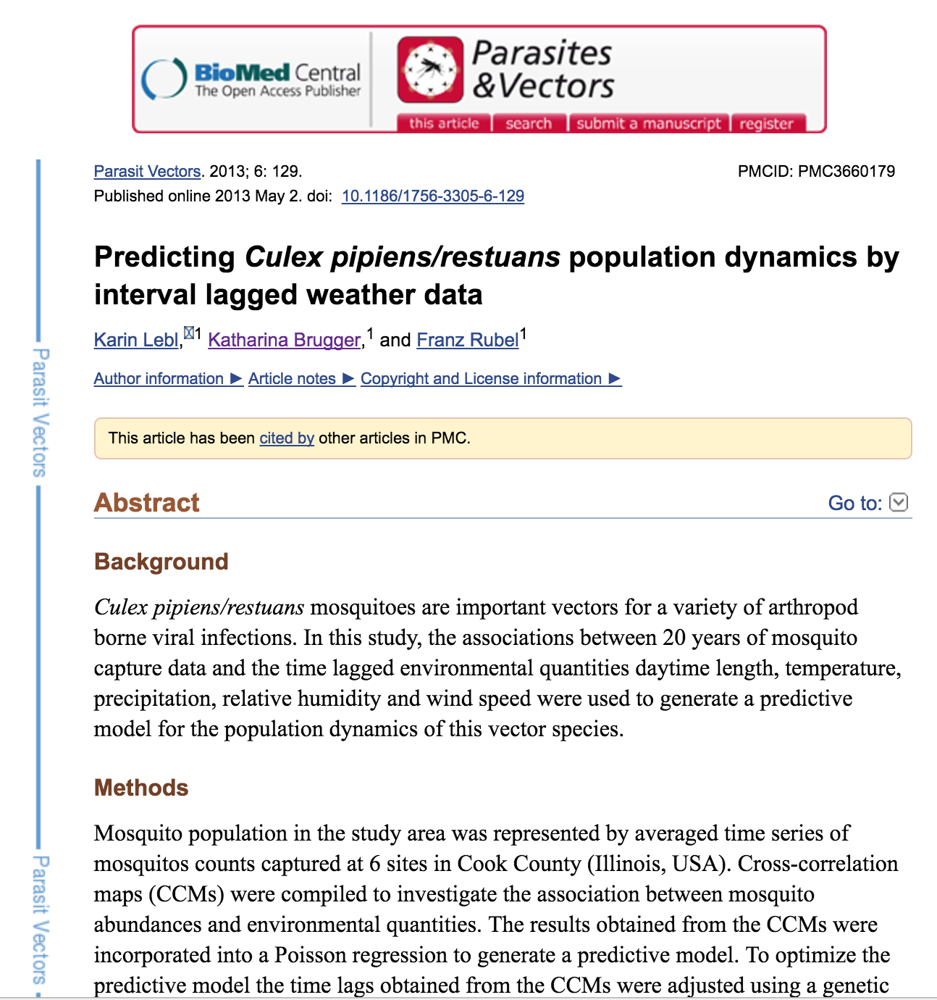 BioMed Central
The Open Access Publisher
Parasites
&Vectors
this article search submit a manuscript register
Parasit Vectors. 2013; 6: 129.
PMCID: PMC3660179
Published online 2013 May 2. doi: 10.1186/1756-3305-6-129
Predicting Culex pipiens/restuans population dynamics by
interval lagged weather data
Karin Lebl,1 Katharina Brugger,1 and Franz Rubel1
Author information ► Article notes ► Copyright and License information ►
This article has been cited by other articles in PMC.
Abstract
Go to:
Background
Culex pipiens/restuans mosquitoes are important vectors for a variety of arthropod
borne viral infections. In this study, the associations between 20 years of mosquito
capture data and the time lagged environmental quantities daytime length, temperature,
precipitation, relative humidity and wind speed were used to generate a predictive
model for the population dynamics of this vector species.
Methods
Mosquito population in the study area was represented by averaged time series of
mosquitos counts captured at 6 sites in Cook County (Illinois, USA). Cross-correlation
maps (CCMs) were compiled to investigate the association between mosquito
abundances and environmental quantities. The results obtained from the CCMs were
incorporated into a Poisson regression to generate a predictive model. To optimize the
predictive model the time lags obtained from the CCMs were adjusted using a genetic
Parasit Vectors
Parasit Vectors